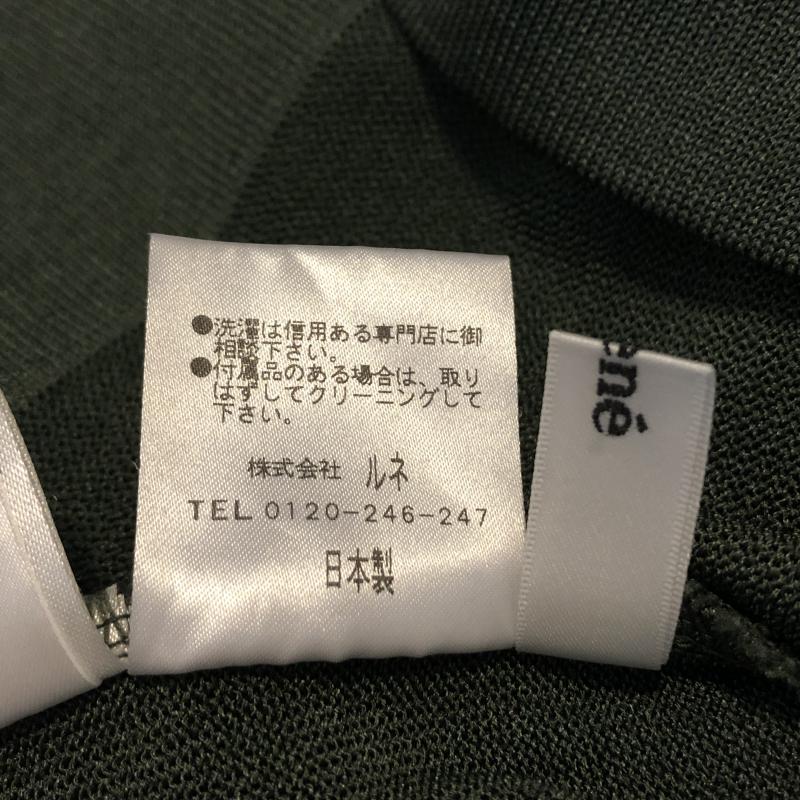 ●洗濯は信用ある専門店に御
相談下さい。
●付属品のある場合は、取り
はずしてクリーニングして
下さい。
株式会社 ルネ
TEL 0120-246-247
日本製
ené